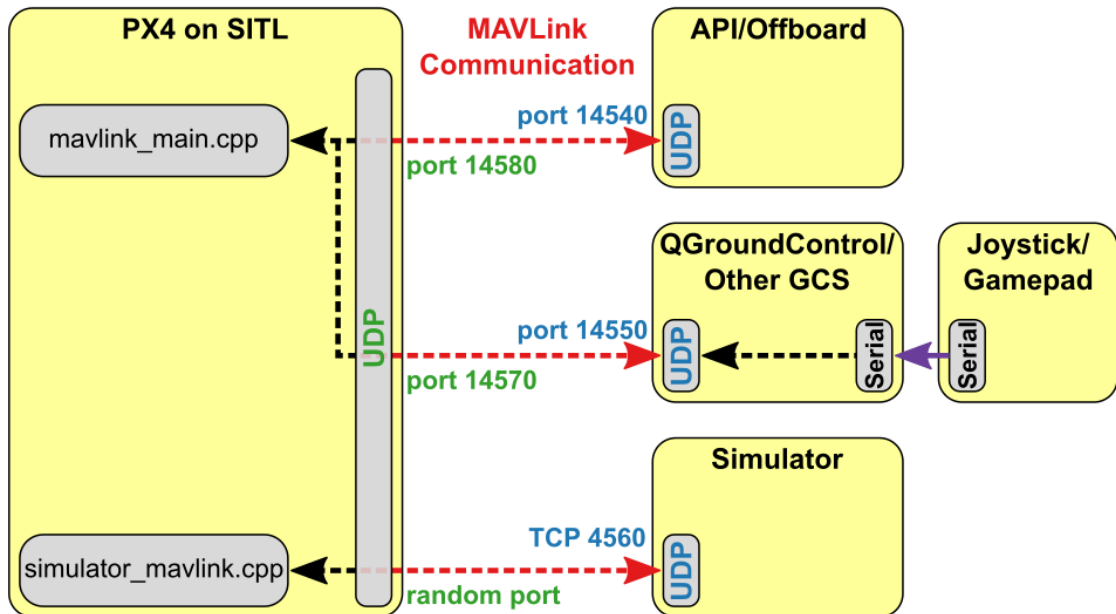 PX4 on SITL
mavlink_main.cpp
simulator_mavlink.cpp
UDP
MAVLink
Communication
port 14540
port 14580
port 14550
port 14570
TCP 4560
random port
API/Offboard
UDP
QGroundControl/
Other GCS
UDP
Serial
Joystick/
Gamepad
Serial
Simulator
UDP